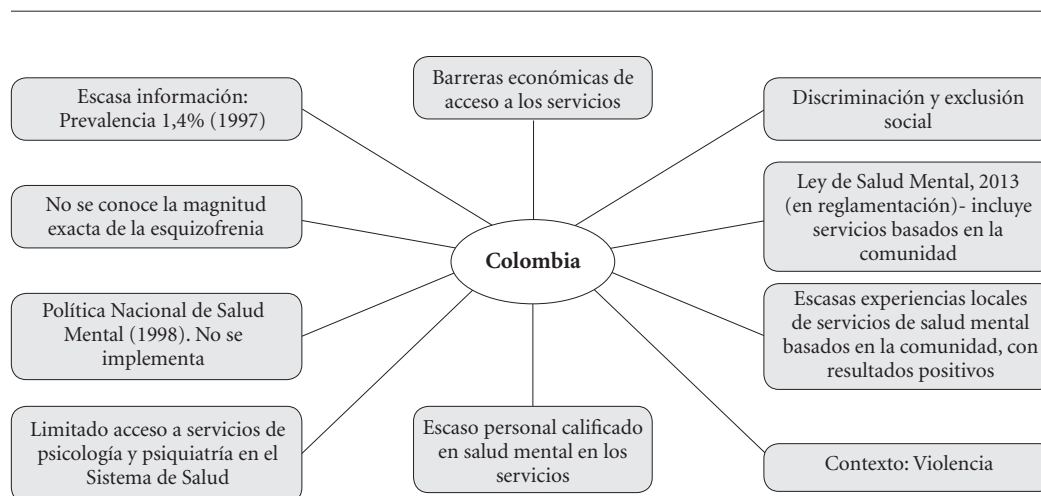 Escasa información:
Prevalencia 1,4% (1997)
Barreras económicas de
acceso a los servicios
Discriminación y exclusión
social
No se conoce la magnitud
exacta de la esquizofrenia
Colombia
Ley de Salud Mental, 2013
(en reglamentación)- incluye
servicios basados en la
comunidad
Política Nacional de Salud
Mental (1998). No se
implementa
Escasas experiencias locales
de servicios de salud mental
basados en la comunidad, con
resultados positivos
Limitado acceso a servicios de
psicología y psiquiatría en el
Sistema de Salud
Escaso personal calificado
en salud mental en los
servicios
Contexto: Violencia